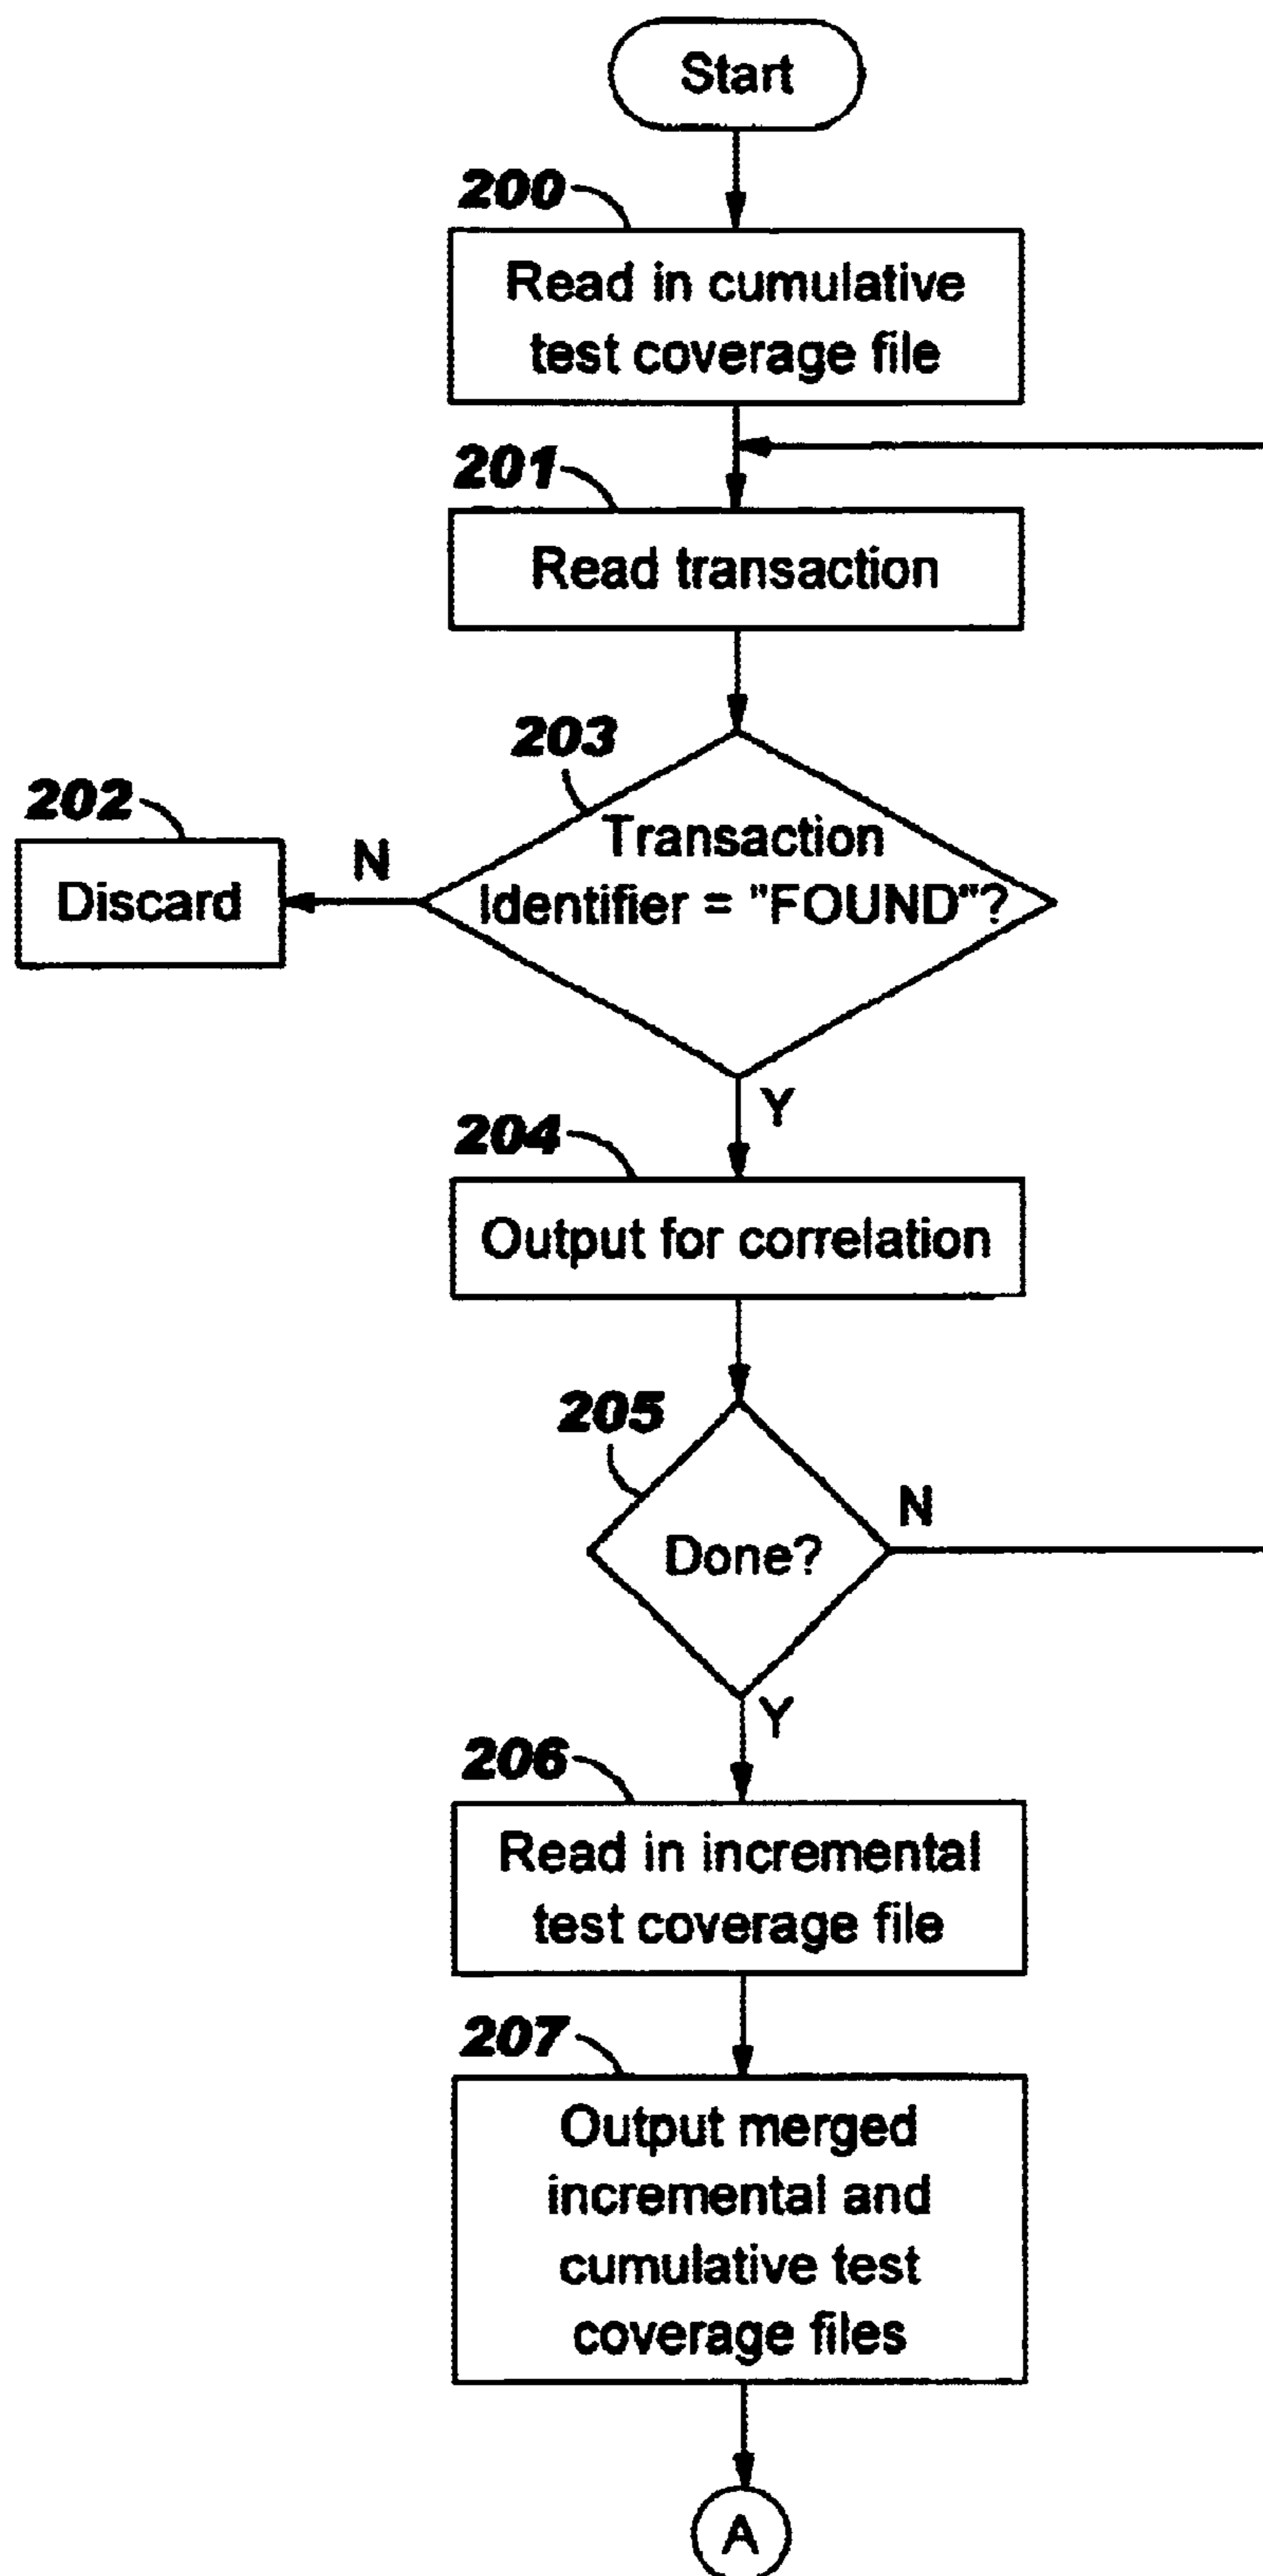 Start
200
Read in cumulative
test coverage file
201
Read transaction
203
Transaction
Identifier = "FOUND"?
202
Discard
N
Y
204
Output for correlation
205
Done?
N
Y
206
Read in incremental
test coverage file
207
Output merged
incremental and
cumulative test
coverage files
A